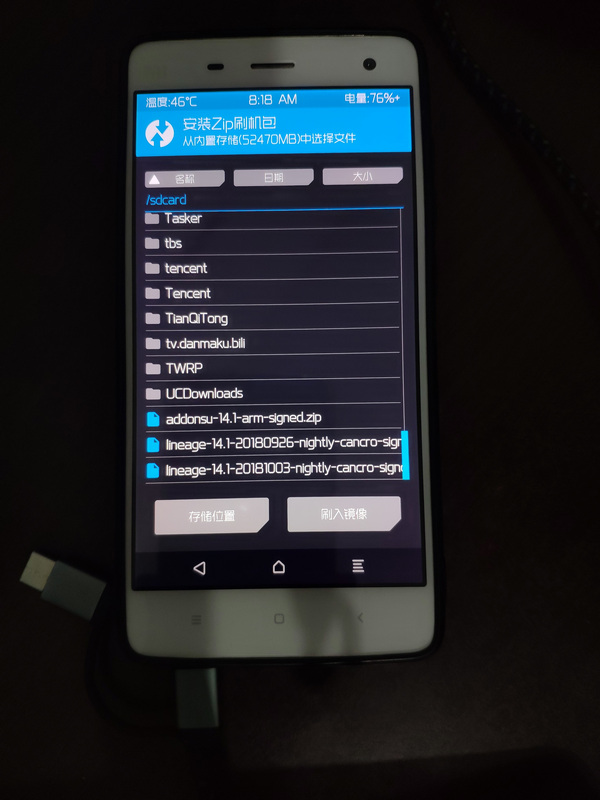 温度:46°C 8:18 AM 电量:76%+
安装Zip刷机包
从内置存储(52470MB)中选择文件
名称 日期 大小
/sdcard
Tasker
tbs
tencent
Tencent
TianQiTong
tv.danmaku.bili
TWRP
UCDownloads
addonsu-14.1-arm-signed.zip
lineage-14.1-20180926-nightly-cancro-sign
lineage-14.1-20181003-nightly-cancro-signe
存储位置 刷入镜像